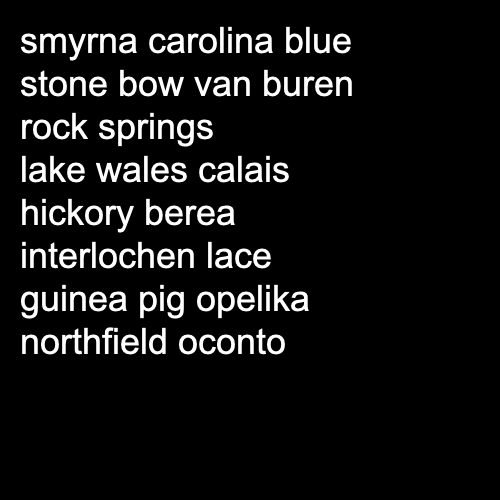 smyrna carolina blue
stone bow van buren
rock springs
lake wales calais
hickory berea
interlochen lace
guinea pig opelika
northfield oconto